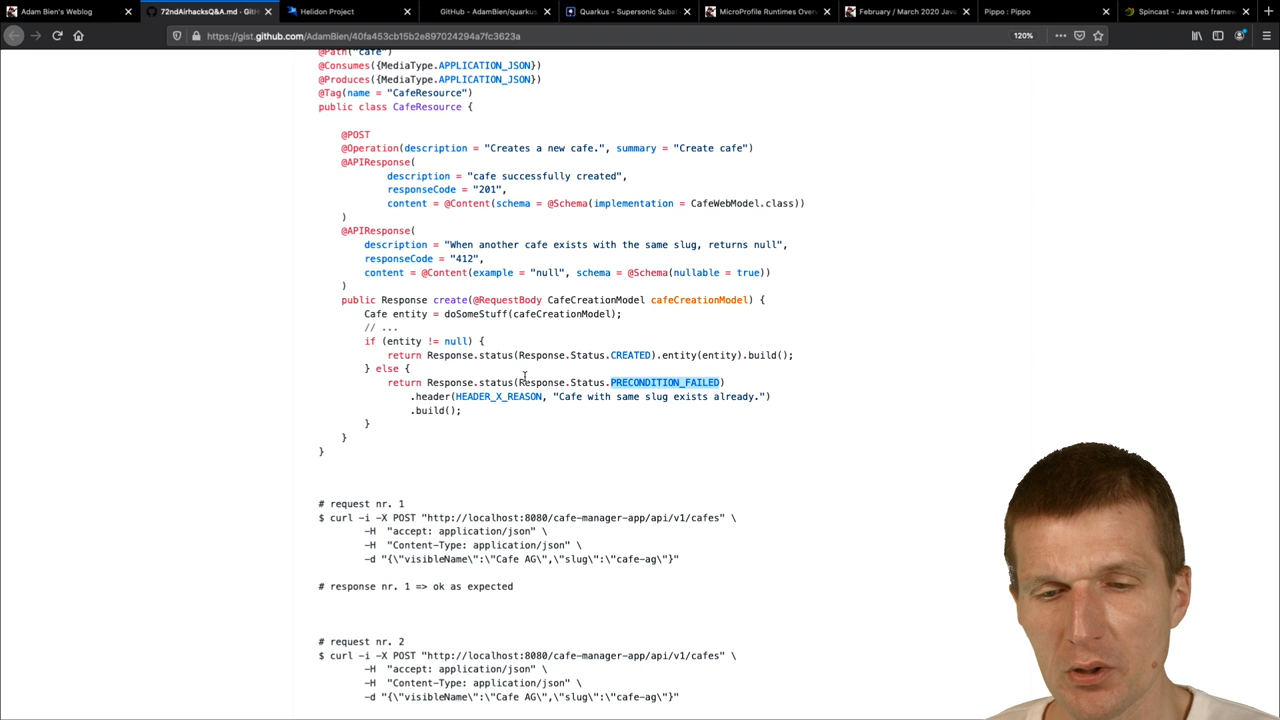 Adam Bien's Weblog
72ndAirhacksQ&A.md · GitH
Helidon Project
GitHub - AdamBien/quarkus
Quarkus - Supersonic Suba
MicroProfile Runtimes Overv
February / March 2020 Java
Pippo : Pippo
Spincast - Java web framew
https://gist.github.com/AdamBien/40fa453cb15b2e897024294a7fc3623a
120%
@Path("cafe")
@Consumes({MediaType.APPLICATION_JSON})
@Produces({MediaType.APPLICATION_JSON})
@Tag(name = "CafeResource")
public class CafeResource {
@POST
@Operation(description = "Creates a new cafe.", summary = "Create cafe")
@APIResponse(
description = "cafe successfully created",
responseCode = "201",
content = @Content(schema = @Schema(implementation = CafeWebModel.class))
)
@APIResponse(
description = "When another cafe exists with the same slug, returns null",
responseCode = "412",
content = @Content(example = "null", schema = @Schema(nullable = true))
)
public Response create(@RequestBody CafeCreationModel cafeCreationModel) {
Cafe entity = doSomeStuff(cafeCreationModel);
// ...
if (entity != null) {
return Response.status(Response.Status.CREATED).entity(entity).build();
} else {
return Response.status(Response.Status.PRECONDITION_FAILED)
.header(HEADER_X_REASON, "Cafe with same slug exists already.")
.build();
}
}
}
# request nr. 1
$ curl -i -X POST "http://localhost:8080/cafe-manager-app/api/v1/cafes" \
-H "accept: application/json" \
-H "Content-Type: application/json" \
-d "{\"visibleName\":\"Cafe AG\",\"slug\":\"cafe-ag\"}"
# response nr. 1 => ok as expected
# request nr. 2
$ curl -i -X POST "http://localhost:8080/cafe-manager-app/api/v1/cafes" \
-H "accept: application/json" \
-H "Content-Type: application/json" \
-d "{\"visibleName\":\"Cafe AG\",\"slug\":\"cafe-ag\"}"